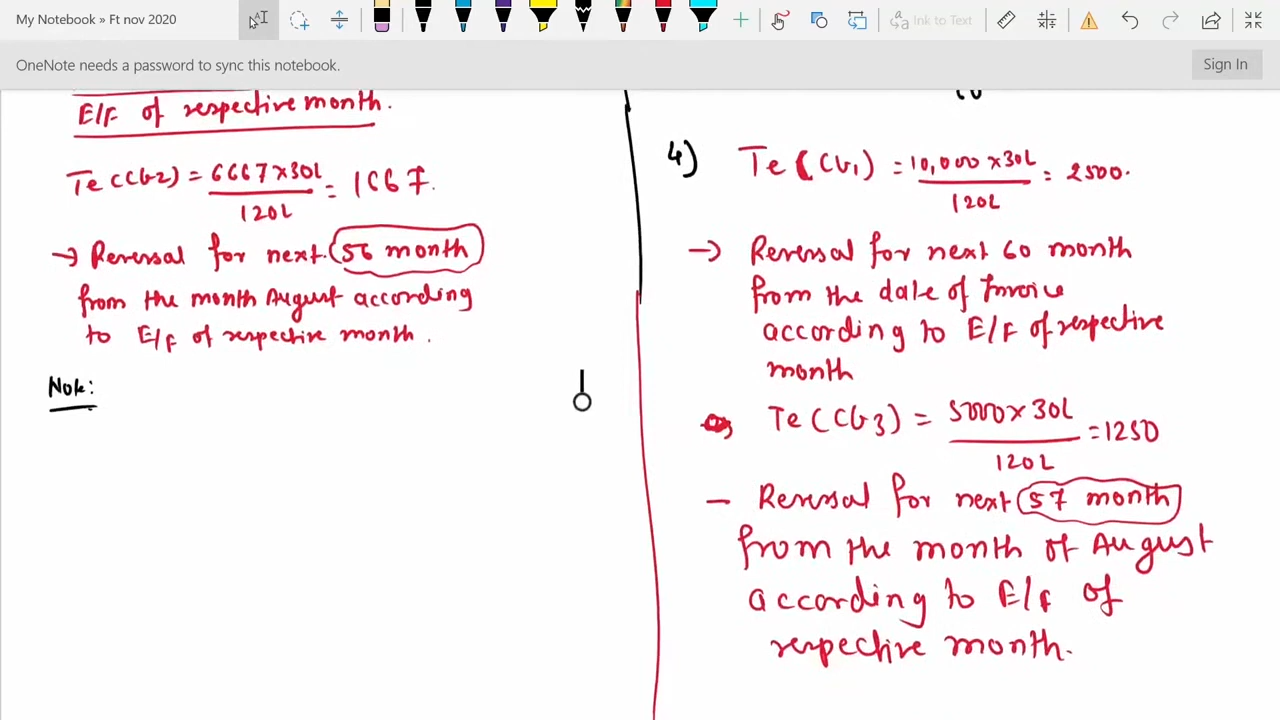 My Notebook » Ft nov 2020
Ink to Text
OneNote needs a password to sync this notebook.
Sign In
E/F of respective month.
Te (CG2) = 6667 x 30L / 120L = 1667.
→ Reversal for next 56 month
from the month August according
to E/F of respective month.
Note:
4) Te (CG1) = 10,000 x 30L / 120L = 2500.
→ Reversal for next 60 month
from the date of Invoice
according to E/F of respective
month
Te (CG3) = 5000 x 30L / 120L = 1250
– Reversal for next 57 month
from the month of August
according to E/F of
respective month.